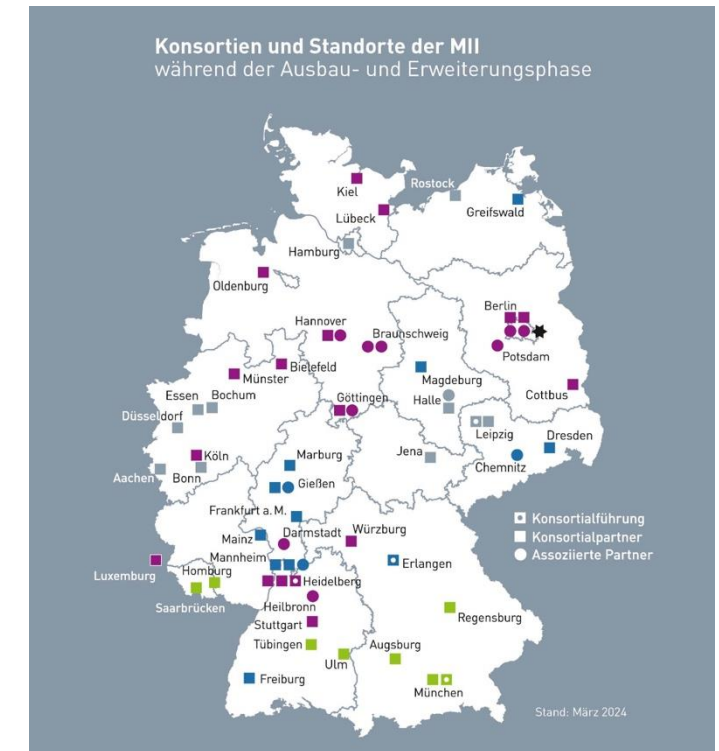 Konsortien und Standorte der MII
während der Ausbau- und Erweiterungsphase
Kiel
Rostock
Lübeck
Greifswald
Hamburg
Oldenburg
Berlin
Hannover
Braunschweig
Potsdam
Bielefeld
Münster
Magdeburg
Essen
Bochum
Göttingen
Halle
Cottbus
Düsseldorf
Leipzig
Dresden
Köln
Marburg
Jena
Chemnitz
Aachen
Bonn
Gießen
Frankfurt a.M.
Konsortialführung
Konsortialpartner
Assoziierte Partner
Mainz
Darmstadt
Würzburg
Mannheim
Erlangen
Luxemburg
Homburg
Heidelberg
Saarbrücken
Heilbronn
Regensburg
Stuttgart
Tübingen
Augsburg
Ulm
Freiburg
München
Stand: März 2024